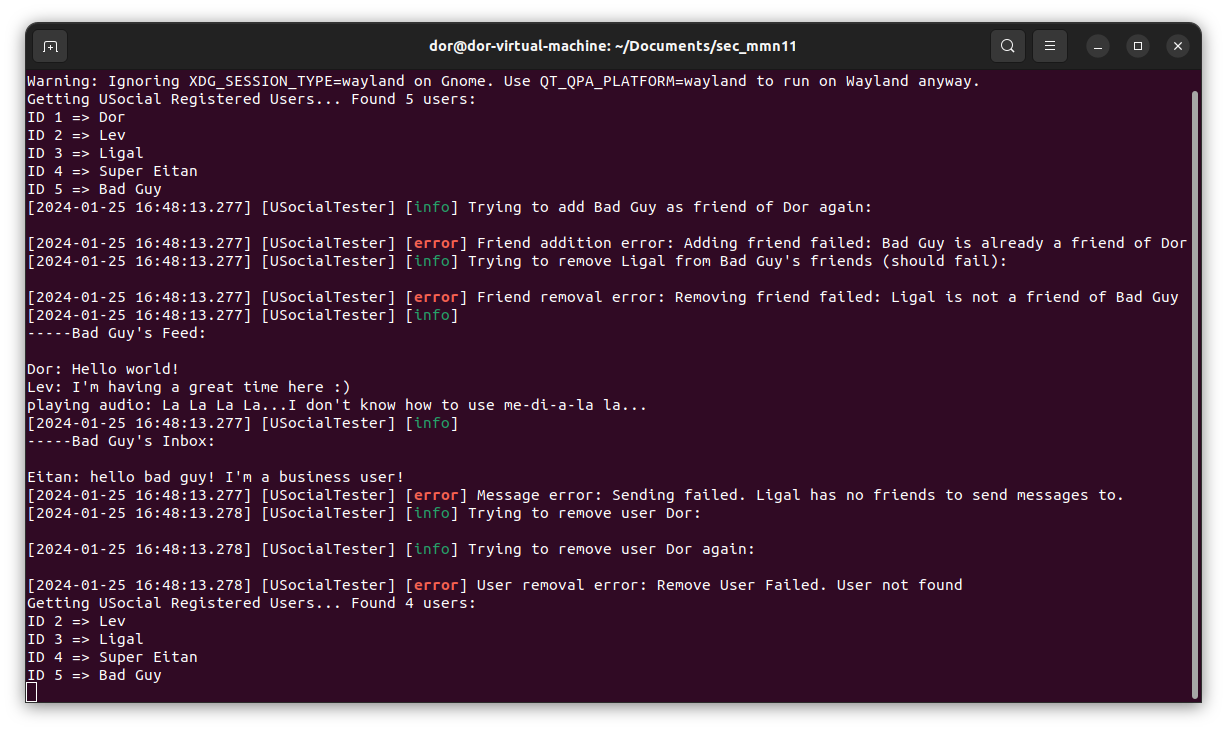 dor@dor-virtual-machine: ~/Documents/sec_mmn11
Warning: Ignoring XDG_SESSION_TYPE=wayland on Gnome. Use QT_QPA_PLATFORM=wayland to run on Wayland anyway.
Getting USocial Registered Users... Found 5 users:
ID 1 => Dor
ID 2 => Lev
ID 3 => Ligal
ID 4 => Super Eitan
ID 5 => Bad Guy
[2024-01-25 16:48:13.277] [USocialTester] [info] Trying to add Bad Guy as friend of Dor again:
[2024-01-25 16:48:13.277] [USocialTester] [error] Friend addition error: Adding friend failed: Bad Guy is already a friend of Dor
[2024-01-25 16:48:13.277] [USocialTester] [info] Trying to remove Ligal from Bad Guy's friends (should fail):
[2024-01-25 16:48:13.277] [USocialTester] [error] Friend removal error: Removing friend failed: Ligal is not a friend of Bad Guy
[2024-01-25 16:48:13.277] [USocialTester] [info]
-----Bad Guy's Feed:
Dor: Hello world!
Lev: I'm having a great time here :)
playing audio: La La La La...I don't know how to use me-di-a-la la...
[2024-01-25 16:48:13.277] [USocialTester] [info]
-----Bad Guy's Inbox:
Eitan: hello bad guy! I'm a business user!
[2024-01-25 16:48:13.277] [USocialTester] [error] Message error: Sending failed. Ligal has no friends to send messages to.
[2024-01-25 16:48:13.278] [USocialTester] [info] Trying to remove user Dor:
[2024-01-25 16:48:13.278] [USocialTester] [info] Trying to remove user Dor again:
[2024-01-25 16:48:13.278] [USocialTester] [error] User removal error: Remove User Failed. User not found
Getting USocial Registered Users... Found 4 users:
ID 2 => Lev
ID 3 => Ligal
ID 4 => Super Eitan
ID 5 => Bad Guy